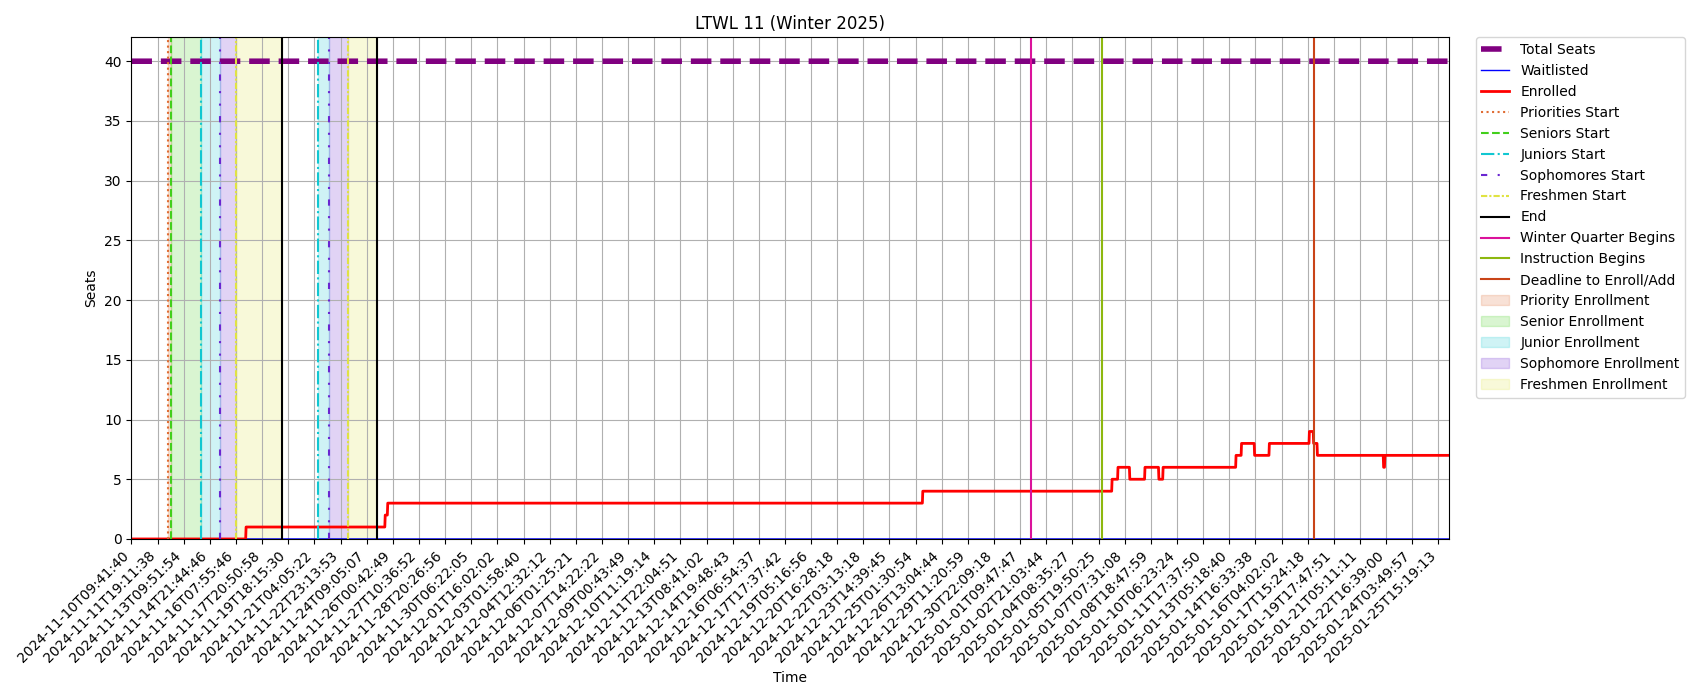 LTWL 11 (Winter 2025)
Seats
40
35
30
25
20
15
10
5
0
2024-11-10T09:41:40
2024-11-11T19:11:38
2024-11-13T09:51:54
2024-11-14T21:44:46
2024-11-16T07:55:46
2024-11-17T20:50:58
2024-11-19T18:15:30
2024-11-21T04:05:22
2024-11-22T23:13:53
2024-11-24T09:05:07
2024-11-26T00:42:49
2024-11-27T10:36:52
2024-11-28T20:26:56
2024-11-30T06:22:05
2024-12-01T16:02:02
2024-12-03T01:58:40
2024-12-04T12:32:12
2024-12-06T01:25:21
2024-12-07T14:22:22
2024-12-09T00:43:49
2024-12-10T11:19:14
2024-12-11T22:04:51
2024-12-13T08:41:02
2024-12-14T19:48:43
2024-12-16T06:54:37
2024-12-17T17:37:42
2024-12-19T05:16:56
2024-12-20T16:28:18
2024-12-22T03:13:18
2024-12-23T14:39:45
2024-12-25T01:30:54
2024-12-26T13:04:44
2024-12-29T11:20:59
2024-12-30T22:09:18
2025-01-01T09:47:47
2025-01-02T21:03:44
2025-01-04T08:35:27
2025-01-05T19:50:25
2025-01-07T07:31:08
2025-01-08T18:47:59
2025-01-10T06:23:24
2025-01-11T17:37:50
2025-01-13T05:18:40
2025-01-14T16:33:38
2025-01-16T04:02:02
2025-01-17T15:24:18
2025-01-19T17:47:51
2025-01-21T05:11:11
2025-01-22T16:39:00
2025-01-24T03:49:57
2025-01-25T15:19:13
Time
Total Seats
Waitlisted
Enrolled
Priorities Start
Seniors Start
Juniors Start
Sophomores Start
Freshmen Start
End
Winter Quarter Begins
Instruction Begins
Deadline to Enroll/Add
Priority Enrollment
Senior Enrollment
Junior Enrollment
Sophomore Enrollment
Freshmen Enrollment